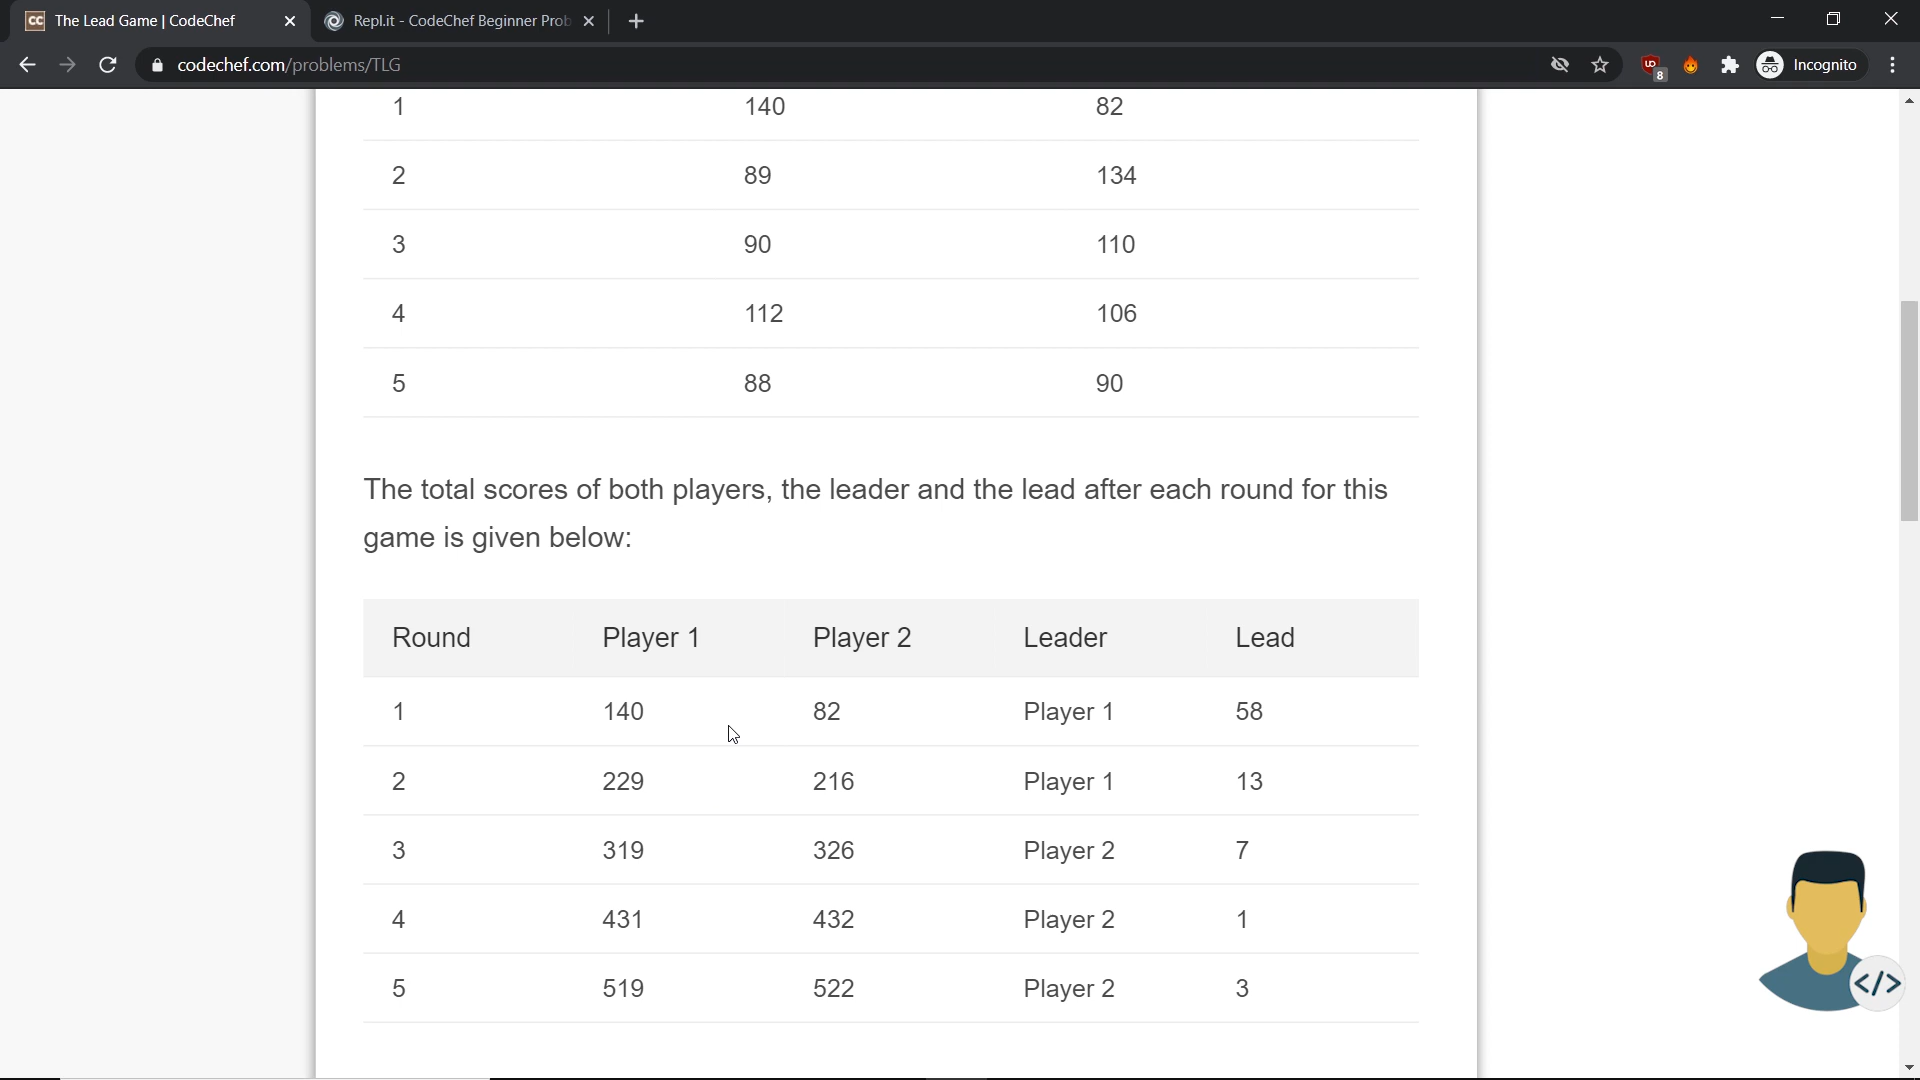 CC The Lead Game | CodeChef
Repl.it - CodeChef Beginner Prob
codechef.com/problems/TLG
UO 8
Incognito
1 140 82
2 89 134
3 90 110
4 112 106
5 88 90
The total scores of both players, the leader and the lead after each round for this
game is given below:
Round Player 1 Player 2 Leader Lead
1 140 82 Player 1 58
2 229 216 Player 1 13
3 319 326 Player 2 7
4 431 432 Player 2 1
5 519 522 Player 2 3
</>